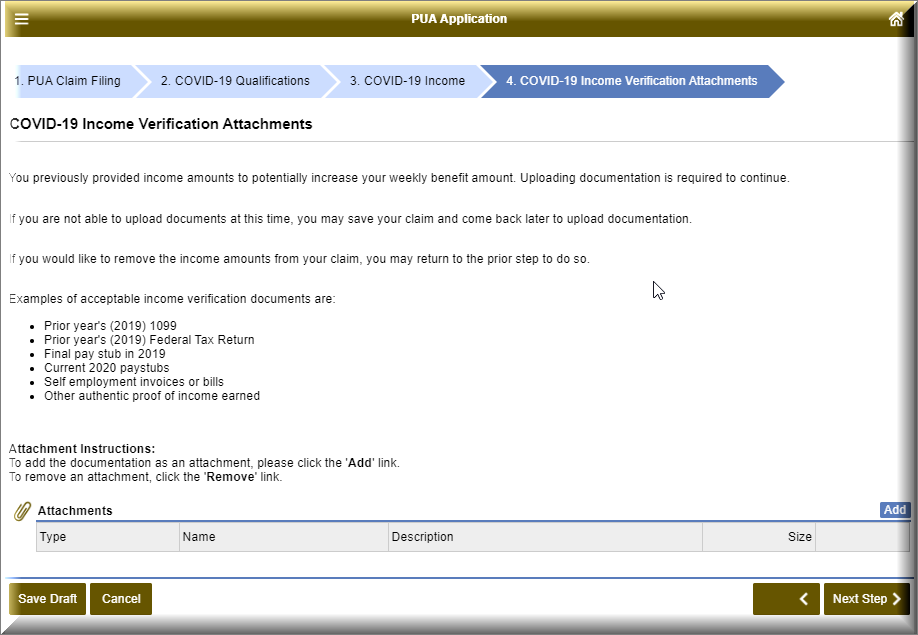 PUA Application
1. PUA Claim Filing
2. COVID-19 Qualifications
3. COVID-19 Income
4. COVID-19 Income Verification Attachments
COVID-19 Income Verification Attachments
You previously provided income amounts to potentially increase your weekly benefit amount. Uploading documentation is required to continue.
If you are not able to upload documents at this time, you may save your claim and come back later to upload documentation.
If you would like to remove the income amounts from your claim, you may return to the prior step to do so.
Examples of acceptable income verification documents are:
Prior year's (2019) 1099
Prior year's (2019) Federal Tax Return
Final pay stub in 2019
Current 2020 paystubs
Self employment invoices or bills
Other authentic proof of income earned
Attachment Instructions:
To add the documentation as an attachment, please click the 'Add' link.
To remove an attachment, click the 'Remove' link.
Attachments
Add
Type Name Description Size
Save Draft
Cancel
Next Step